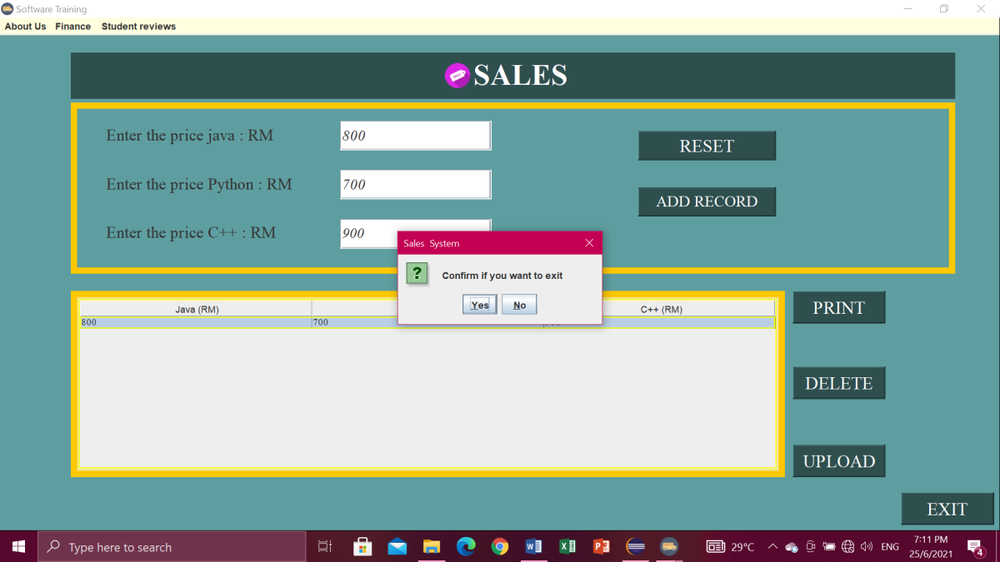 Software Training
About Us Finance Student reviews
SALES
Enter the price java : RM 800
RESET
Enter the price Python : RM 700
ADD RECORD
Enter the price C++ : RM 900
Sales System
? Confirm if you want to exit
Yes No
Java (RM) C++ (RM)
800 700
PRINT
DELETE
UPLOAD
EXIT
Type here to search
29°C ENG
7:11 PM
25/6/2021
4